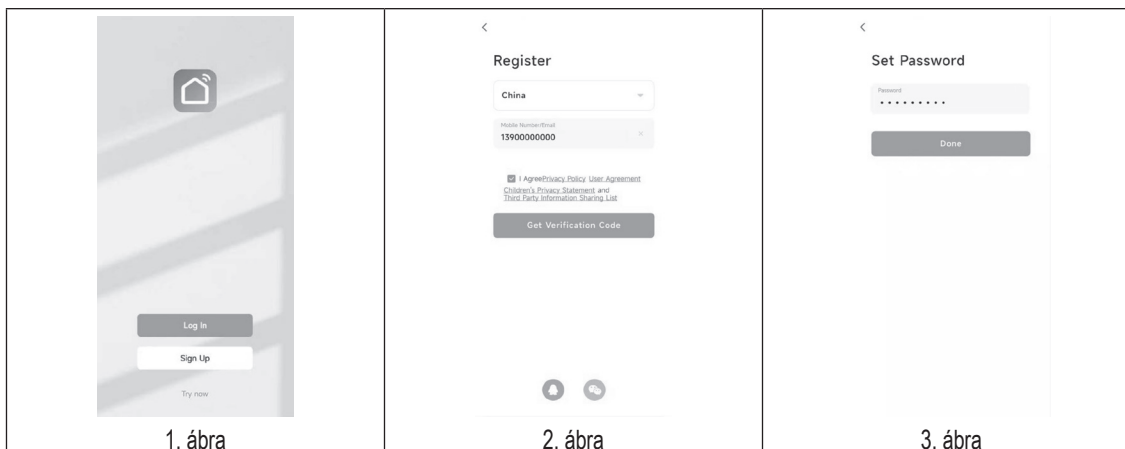 Log In
Sign Up
Try now
1. ábra
Register
China
Mobile Number/Email
13900000000
I AgreePrivacy Policy User Agreement
Children's Privacy Statement and
Third Party Information Sharing List
Get Verification Code
2. ábra
Set Password
Password
Done
3. ábra